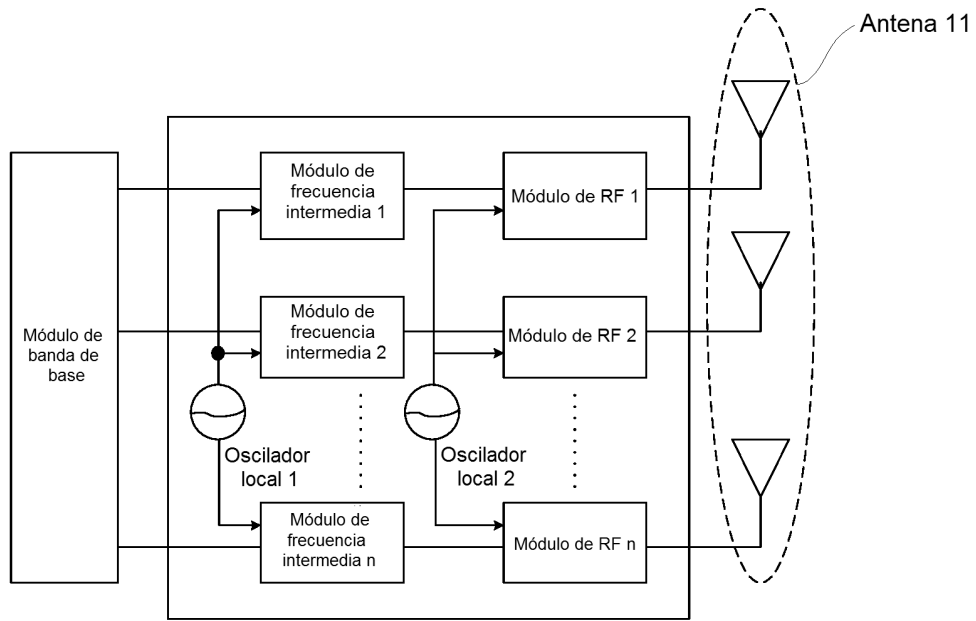 Antena 11
Módulo de
frecuencia
intermedia 1
Módulo de RF 1
Módulo de
banda de
base
Módulo de
frecuencia
intermedia 2
Módulo de RF 2
Oscilador
local 1
Oscilador
local 2
Módulo de
frecuencia
intermedia n
Módulo de RF n